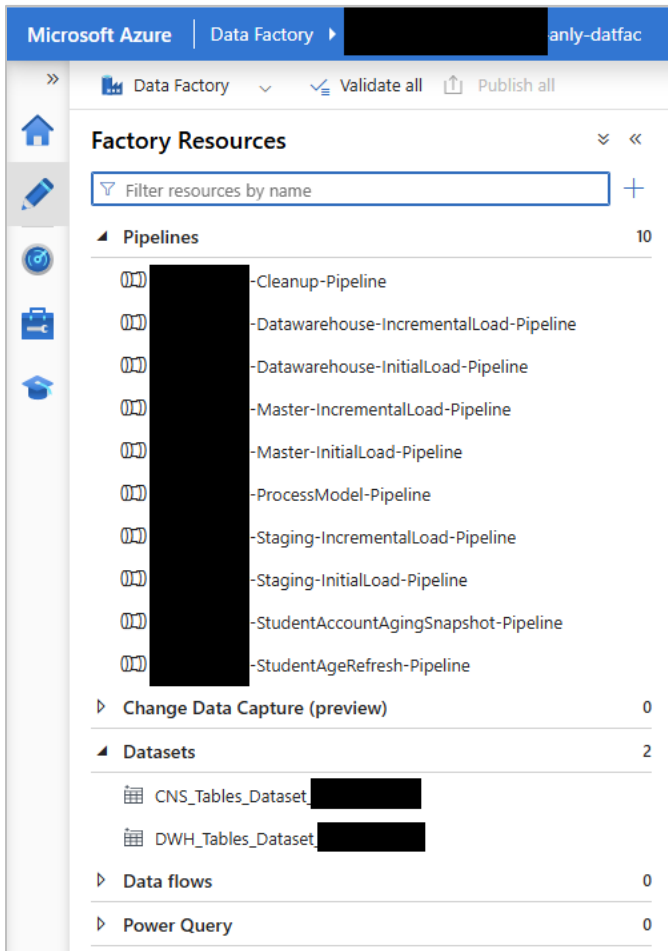 Microsoft Azure Data Factory anly-datfac
Data Factory Validate all Publish all
Factory Resources
Filter resources by name
Pipelines 10
-Cleanup-Pipeline
-Datawarehouse-IncrementalLoad-Pipeline
-Datawarehouse-InitialLoad-Pipeline
-Master-IncrementalLoad-Pipeline
-Master-InitialLoad-Pipeline
-ProcessModel-Pipeline
-Staging-IncrementalLoad-Pipeline
-Staging-InitialLoad-Pipeline
-StudentAccountAgingSnapshot-Pipeline
-StudentAgeRefresh-Pipeline
Change Data Capture (preview) 0
Datasets 2
CNS_Tables_Dataset_
DWH_Tables_Dataset_
Data flows 0
Power Query 0